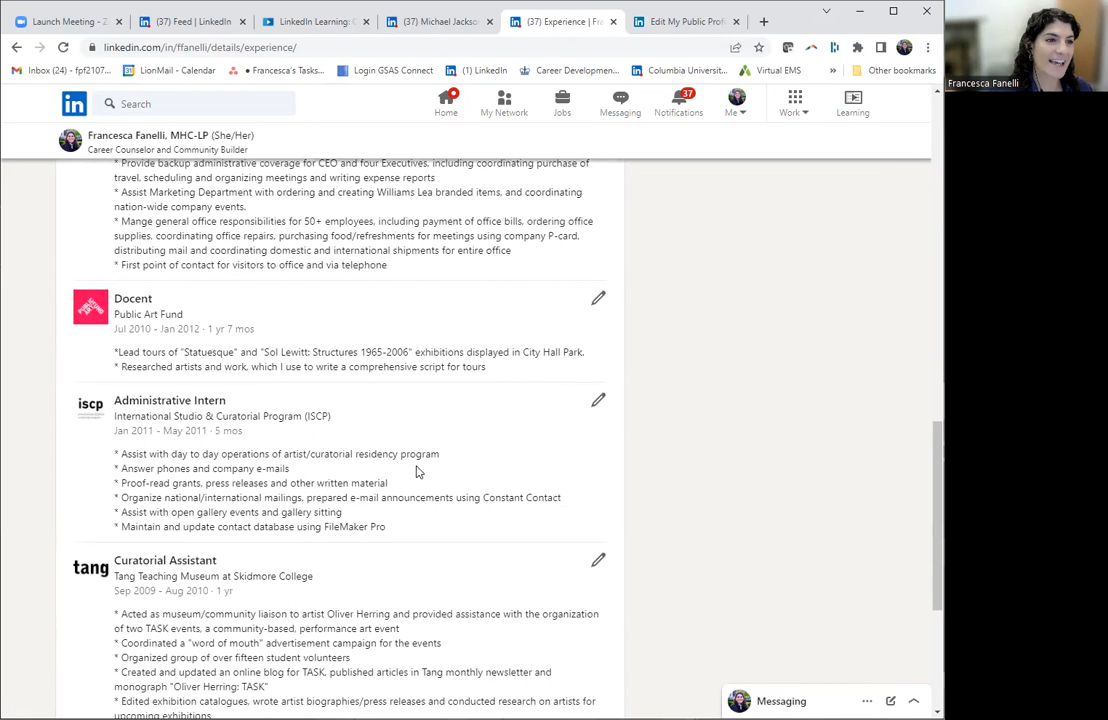 Launch Meeting - Z
(37) Feed | LinkedIn
LinkedIn Learning: C
(37) Michael Jackso
(37) Experience | Fra
Edit My Public Prof
linkedin.com/in/ffanelli/details/experience/
Inbox (24) - fpf2107...
LionMail - Calendar
Francesca's Tasks...
Login GSAS Connect
(1) LinkedIn
Career Developmen...
Columbia Universit...
Virtual EMS
Other bookmarks
Francesca Fanelli
in
Search
Home
My Network
Jobs
Messaging
37
Notifications
Me
Work
Learning
Francesca Fanelli, MHC-LP (She/Her)
Career Counselor and Community Builder
* Provide backup administrative coverage for CEO and four Executives, including coordinating purchase of
travel, scheduling and organizing meetings and writing expense reports
* Assist Marketing Department with ordering and creating Williams Lea branded items, and coordinating
nation-wide company events.
* Mange general office responsibilities for 50+ employees, including payment of office bills, ordering office
supplies, coordinating office repairs, purchasing food/refreshments for meetings using company P-card,
distributing mail and coordinating domestic and international shipments for entire office
* First point of contact for visitors to office and via telephone
Docent
Public Art Fund
Jul 2010 - Jan 2012 · 1 yr 7 mos
*Lead tours of "Statuesque" and "Sol Lewitt: Structures 1965-2006" exhibitions displayed in City Hall Park.
* Researched artists and work, which I use to write a comprehensive script for tours
iscp
Administrative Intern
International Studio & Curatorial Program (ISCP)
Jan 2011 - May 2011 · 5 mos
* Assist with day to day operations of artist/curatorial residency program
* Answer phones and company e-mails
* Proof-read grants, press releases and other written material
* Organize national/international mailings, prepared e-mail announcements using Constant Contact
* Assist with open gallery events and gallery sitting
* Maintain and update contact database using FileMaker Pro
tang
Curatorial Assistant
Tang Teaching Museum at Skidmore College
Sep 2009 - Aug 2010 · 1 yr
* Acted as museum/community liaison to artist Oliver Herring and provided assistance with the organization
of two TASK events, a community-based, performance art event
* Coordinated a "word of mouth" advertisement campaign for the events
* Organized group of over fifteen student volunteers
* Created and updated an online blog for TASK, published articles in Tang monthly newsletter and
monograph "Oliver Herring: TASK"
* Edited exhibition catalogues, wrote artist biographies/press releases and conducted research on artists for
upcoming exhibitions
Messaging